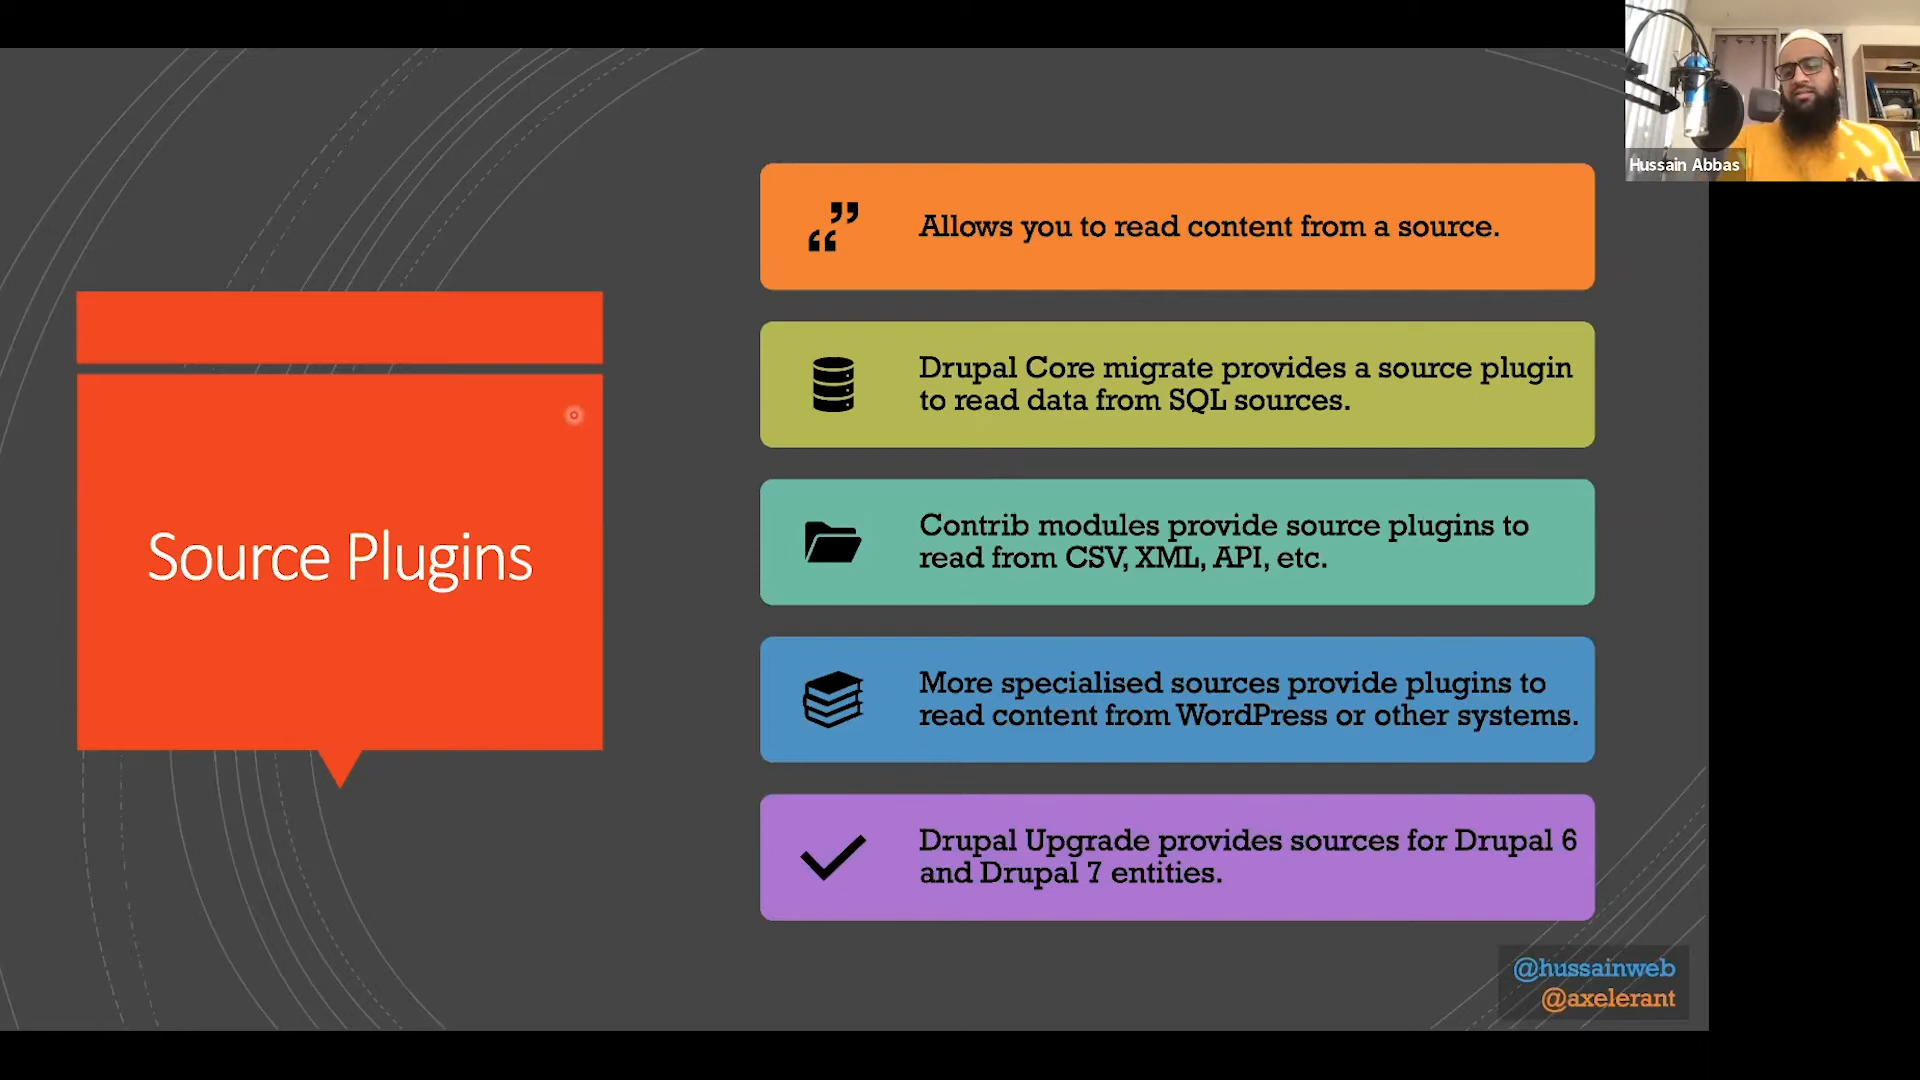 Hussain Abbas
Source Plugins
Allows you to read content from a source.
Drupal Core migrate provides a source plugin
to read data from SQL sources.
Contrib modules provide source plugins to
read from CSV, XML, API, etc.
More specialised sources provide plugins to
read content from WordPress or other systems.
Drupal Upgrade provides sources for Drupal 6
and Drupal 7 entities.
@hussainweb
@axelerant